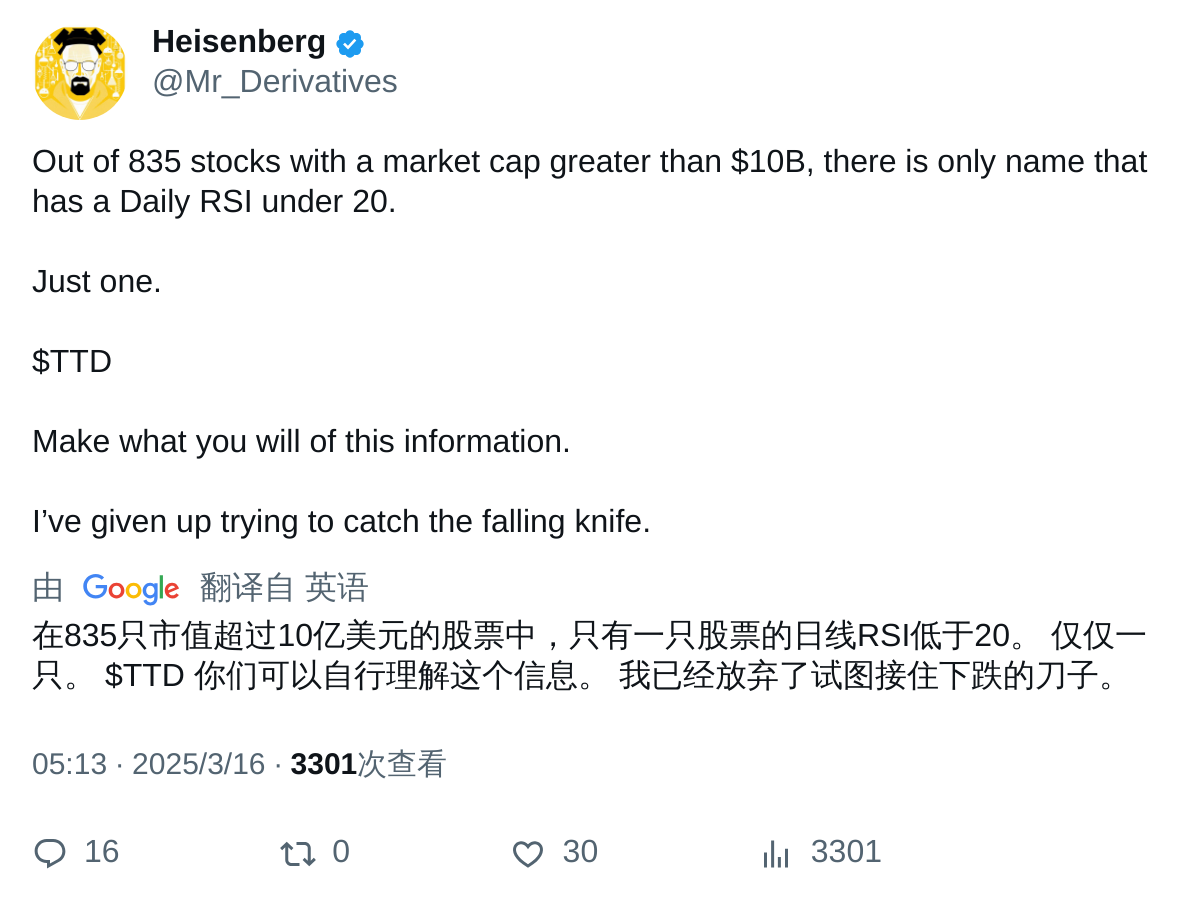 Heisenberg
@Mr_Derivatives
Out of 835 stocks with a market cap greater than $10B, there is only name that
has a Daily RSI under 20.
Just one.
$TTD
Make what you will of this information.
I’ve given up trying to catch the falling knife.
由 Google 翻译自 英语
在835只市值超过10亿美元的股票中，只有一只股票的日线RSI低于20。 仅仅一
只。 $TTD 你们可以自行理解这个信息。 我已经放弃了试图接住下跌的刀子。
05:13 · 2025/3/16 · 3301次查看
16 0 30 3301